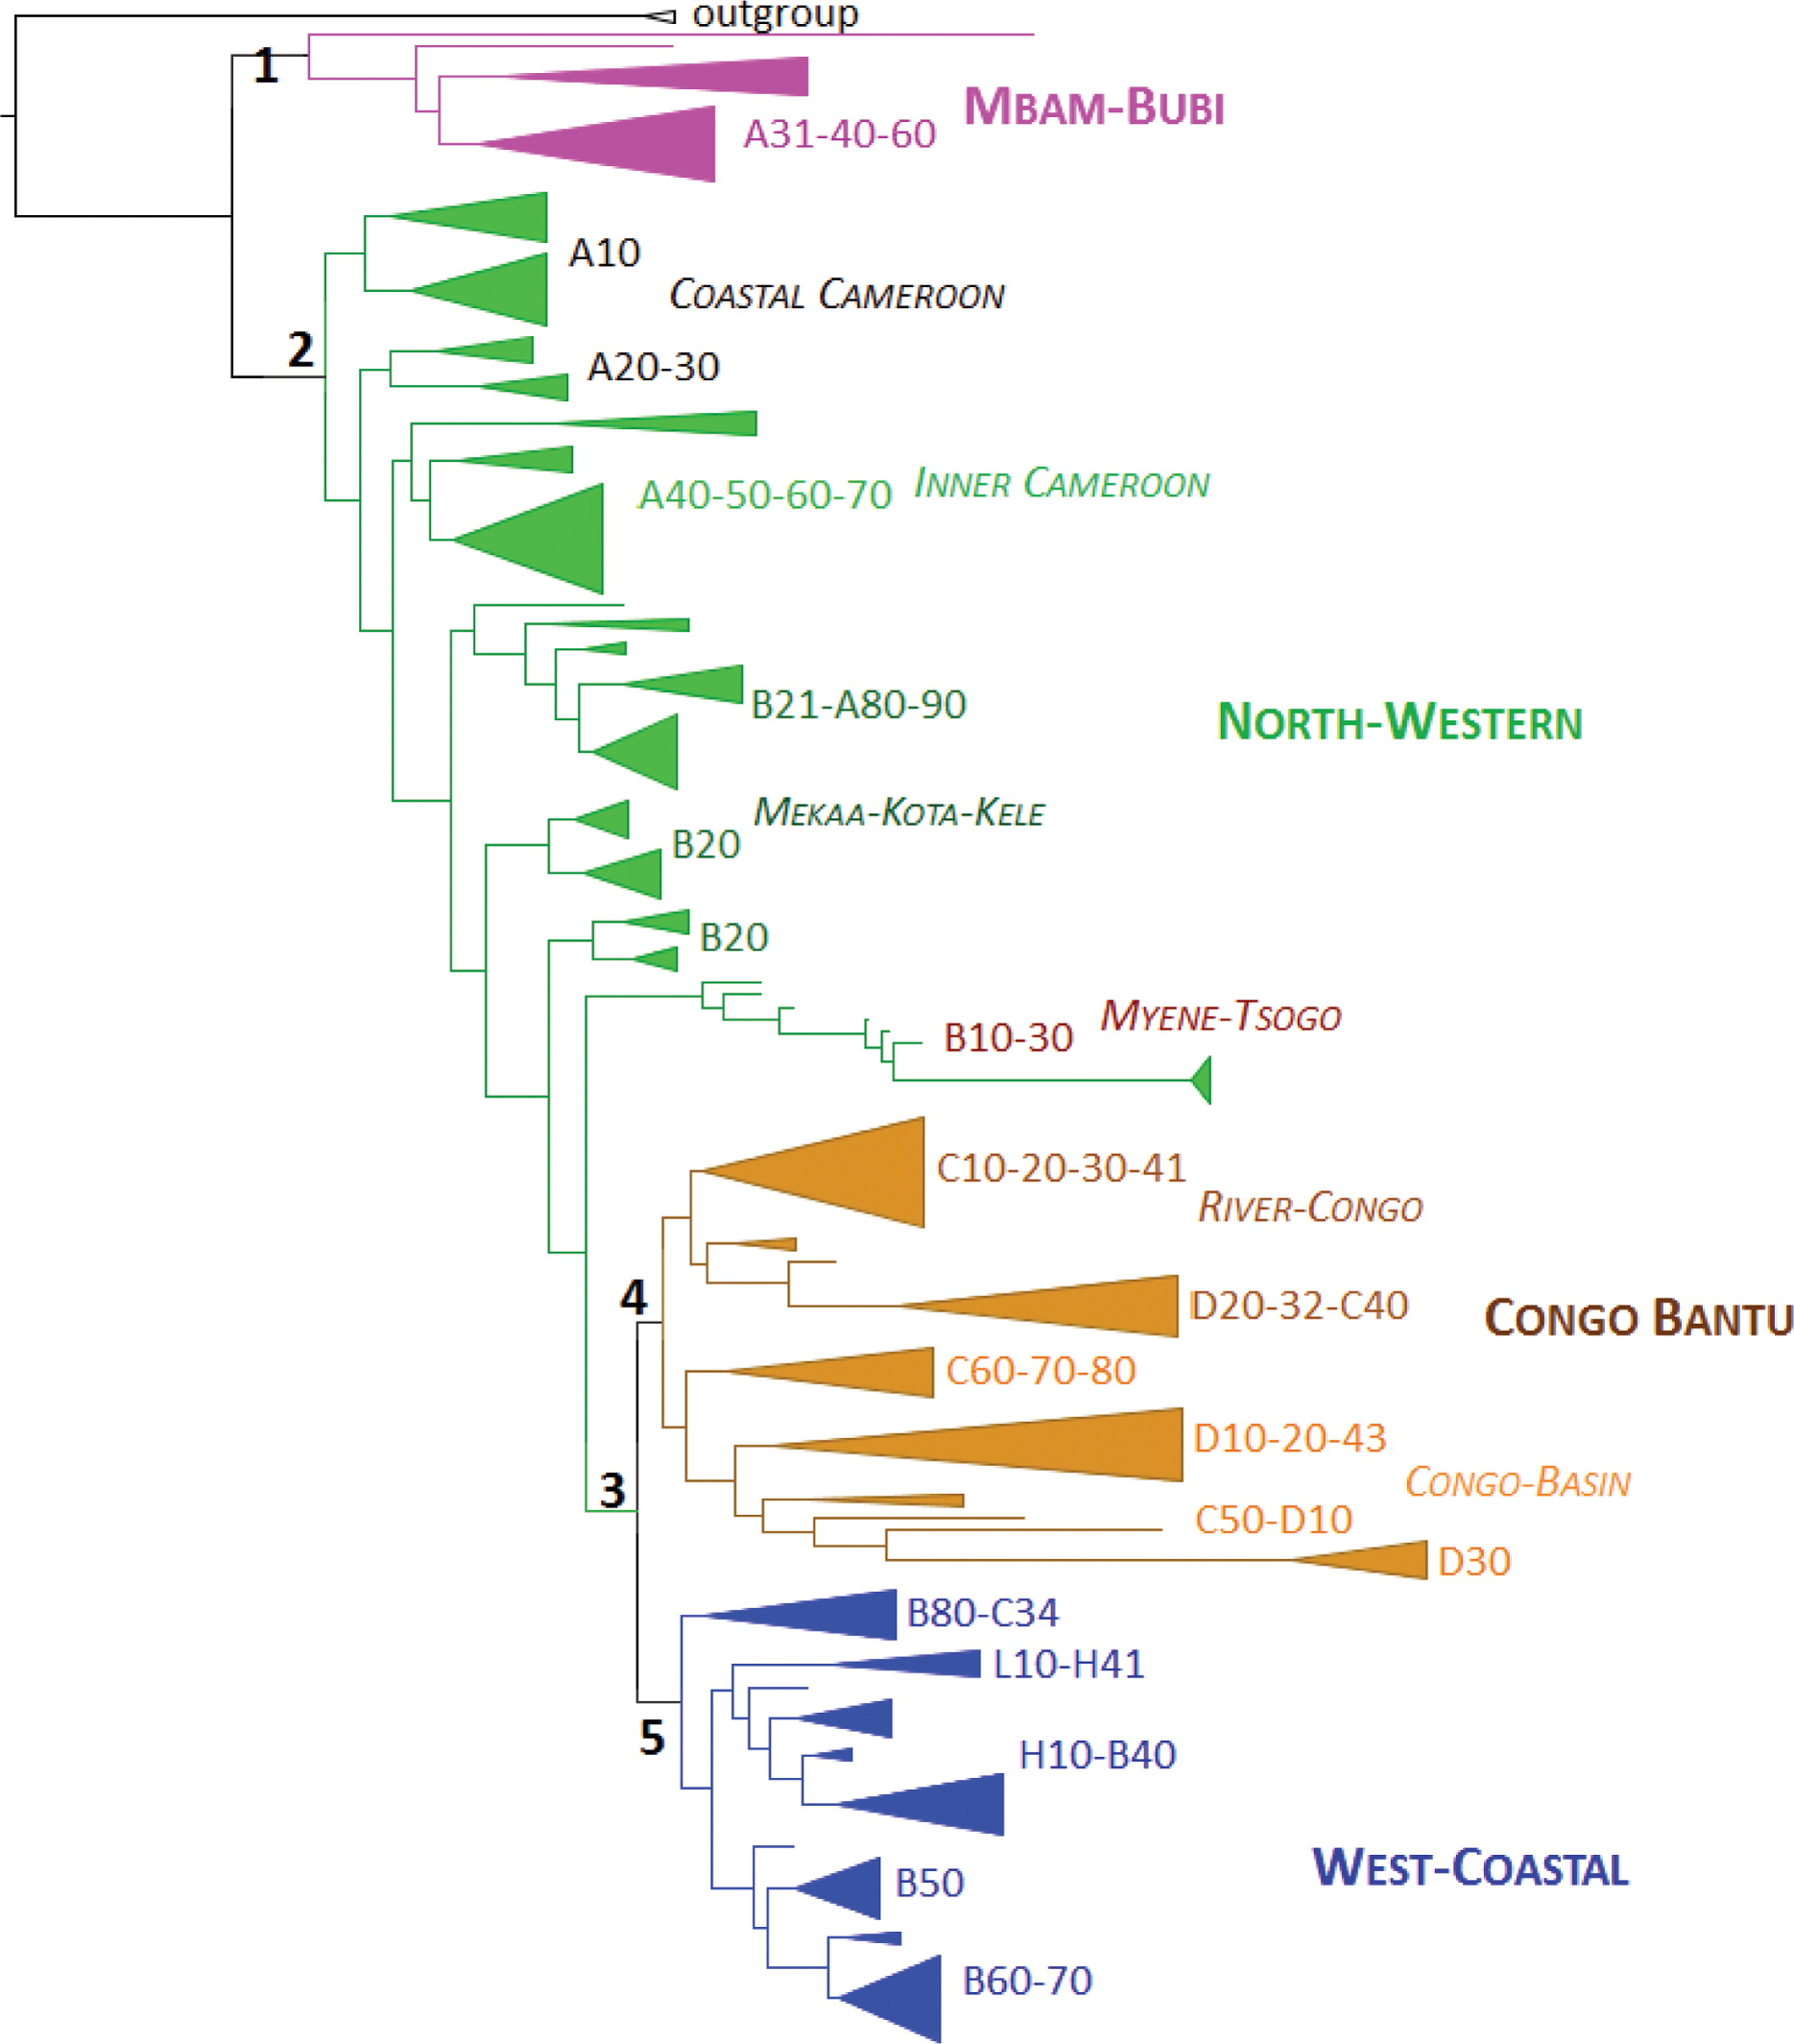 outgroup
1
MBAM-BUBI
A31-40-60
A10
COASTAL CAMEROON
2
A20-30
A40-50-60-70
INNER CAMEROON
B21-A80-90
NORTH-WESTERN
MEKAA-KOTA-KELE
B20
B20
MYENE-TSOGO
B10-30
C10-20-30-41
RIVER-CONGO
4
D20-32-C40
CONGO BANTU
C60-70-80
D10-20-43
CONGO-BASIN
3
C50-D10
D30
B80-C34
L10-H41
5
H10-B40
WEST-COASTAL
B50
B60-70